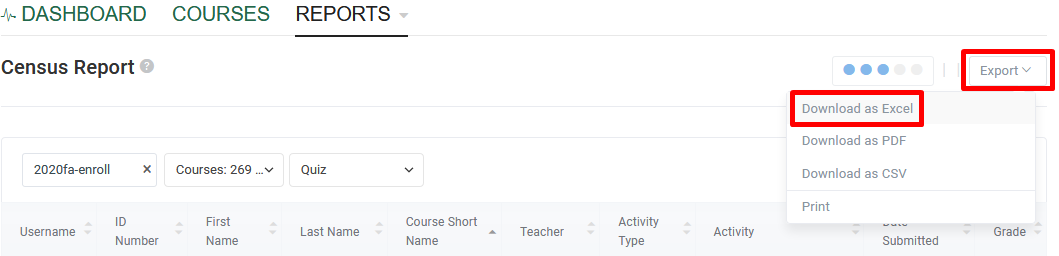 DASHBOARD COURSES REPORTS
Census Report ?
Export
Download as Excel
Download as PDF
Download as CSV
Print
2020fa-enroll × Courses: 269 ... Quiz
Username ID Number First Name Last Name Course Short Name Teacher Activity Type Activity Date Submitted Grade